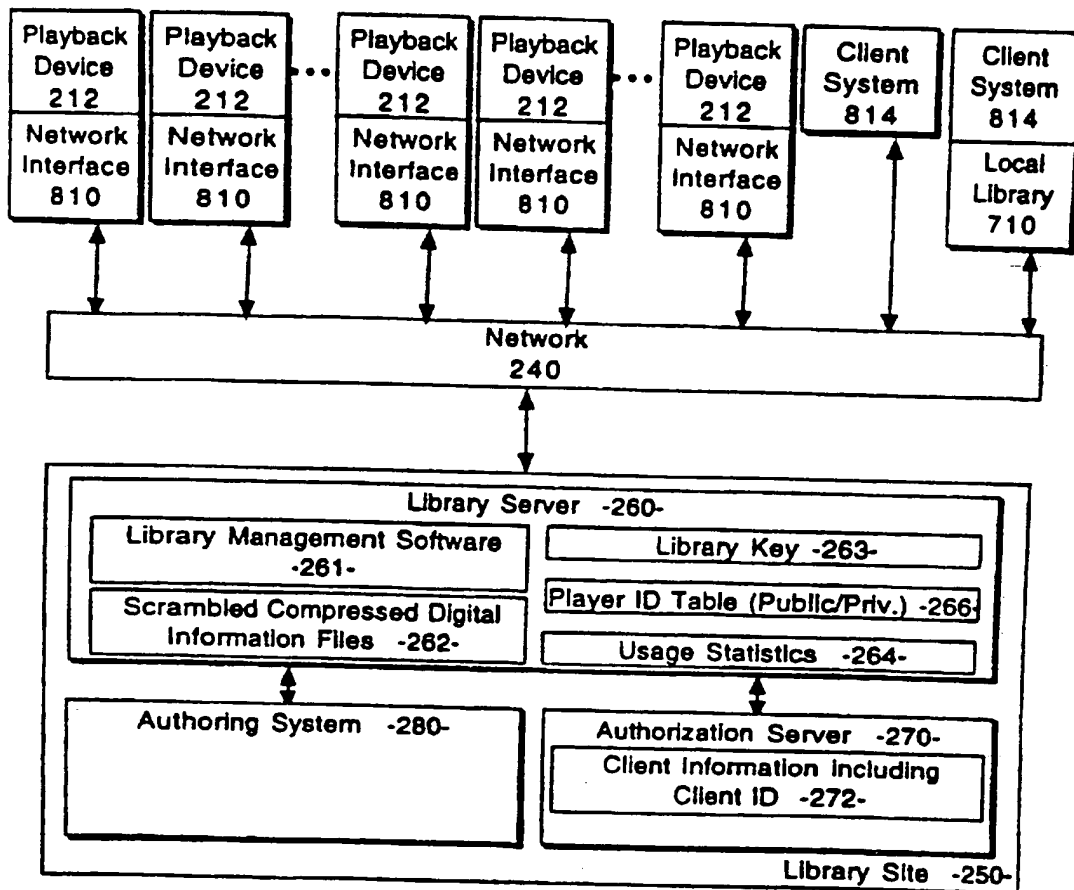 Playback
Device
212
Network
Interface
810
Playback
Device
212
Network
Interface
810
Playback
Device
212
Network
Interface
810
Playback
Device
212
Network
Interface
810
Playback
Device
212
Network
Interface
810
Client
System
814
Client
System
814
Local
Library
710
Network
240
Library Server -260-
Library Management Software
-261-
Scrambled Compressed Digital
Information Files -262-
Library Key -263-
Player ID Table (Public/Priv.) -266-
Usage Statistics -264-
Authoring System -280-
Authorization Server -270-
Client Information Including
Client ID -272-
Library Site -250-